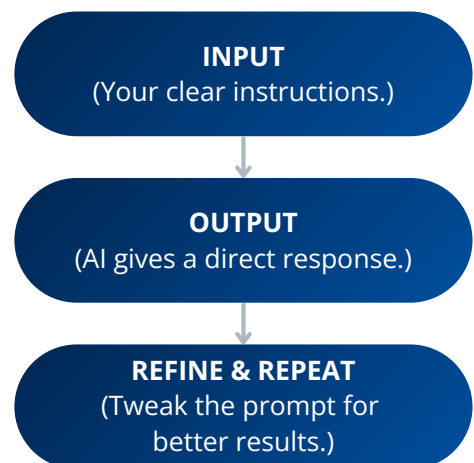 INPUT
(Your clear instructions.)
OUTPUT
(AI gives a direct response.)
REFINE & REPEAT
(Tweak the prompt for
better results.)